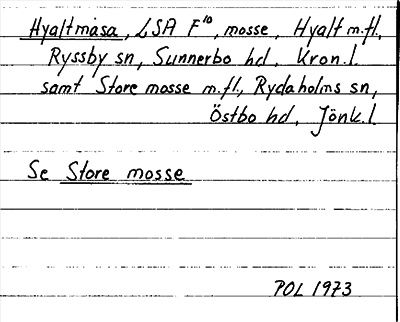 Hyaltmåsa, LSA F¹⁰, mosse, Hyalt m.fl.,
Ryssby sn, Sunnerbo hd, Kron.l.
samt Store mosse m.fl., Rydaholms sn,
Östbo hd, Jönk.l.
Se Store mosse
POL 1973